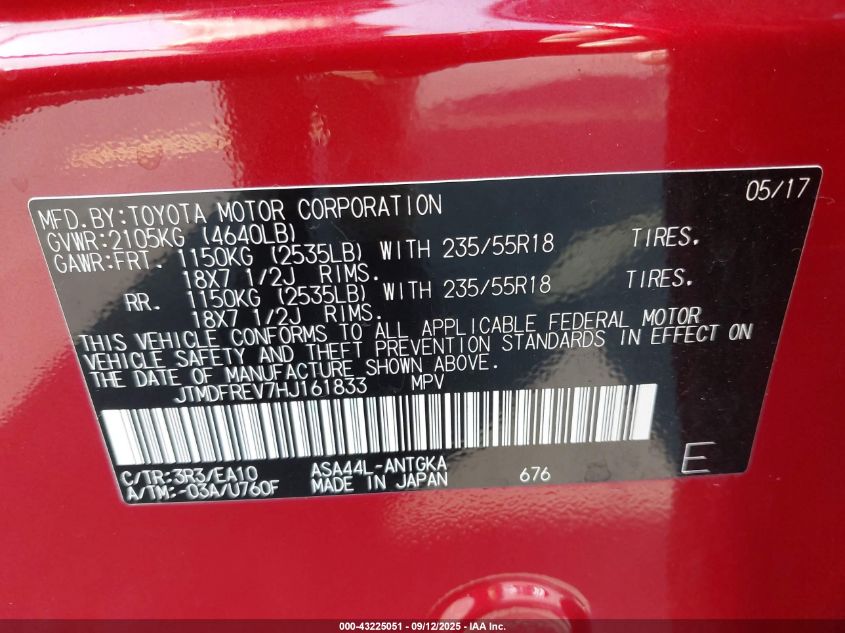 05/17
MFD.BY:TOYOTA MOTOR CORPORATION
GVWR:2105KG (4640LB)
GAWR:FRT. 1150KG (2535LB) WITH 235/55R18 TIRES.
18X7 1/2J RIMS.
RR. 1150KG (2535LB) WITH 235/55R18 TIRES.
18X7 1/2J RIMS.
THIS VEHICLE CONFORMS TO ALL APPLICABLE FEDERAL MOTOR
VEHICLE SAFETY AND THEFT PREVENTION STANDARDS IN EFFECT ON
THE DATE OF MANUFACTURE SHOWN ABOVE.
JTMDFREV7HJ161833 MPV
C/TR:3R3/EA10 ASA44L-ANTGKA 676 E
A/TM:-03A/U760F MADE IN JAPAN
000-43225051 - 09/12/2025 - IAA Inc.